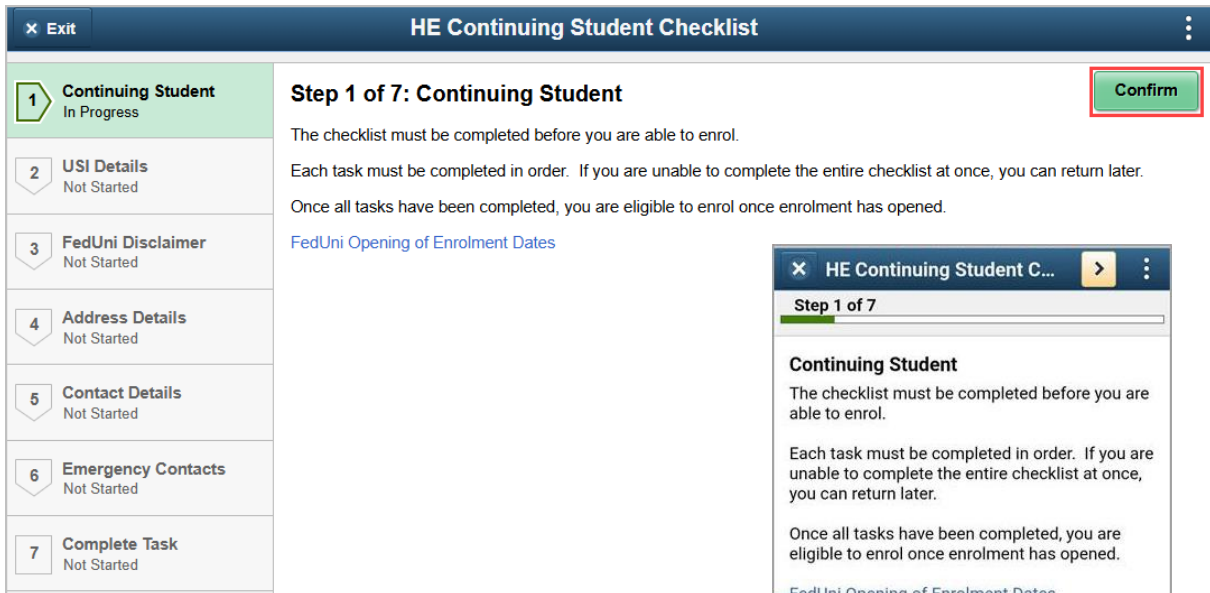 Exit
HE Continuing Student Checklist
1
Continuing Student
In Progress
2
USI Details
Not Started
3
FedUni Disclaimer
Not Started
4
Address Details
Not Started
5
Contact Details
Not Started
6
Emergency Contacts
Not Started
7
Complete Task
Not Started
Step 1 of 7: Continuing Student
Confirm
The checklist must be completed before you are able to enrol.
Each task must be completed in order. If you are unable to complete the entire checklist at once, you can return later.
Once all tasks have been completed, you are eligible to enrol once enrolment has opened.
FedUni Opening of Enrolment Dates
HE Continuing Student C...
Step 1 of 7
Continuing Student
The checklist must be completed before you are
able to enrol.
Each task must be completed in order. If you are
unable to complete the entire checklist at once,
you can return later.
Once all tasks have been completed, you are
eligible to enrol once enrolment has opened.
FedUni Opening of Enrolment Dates